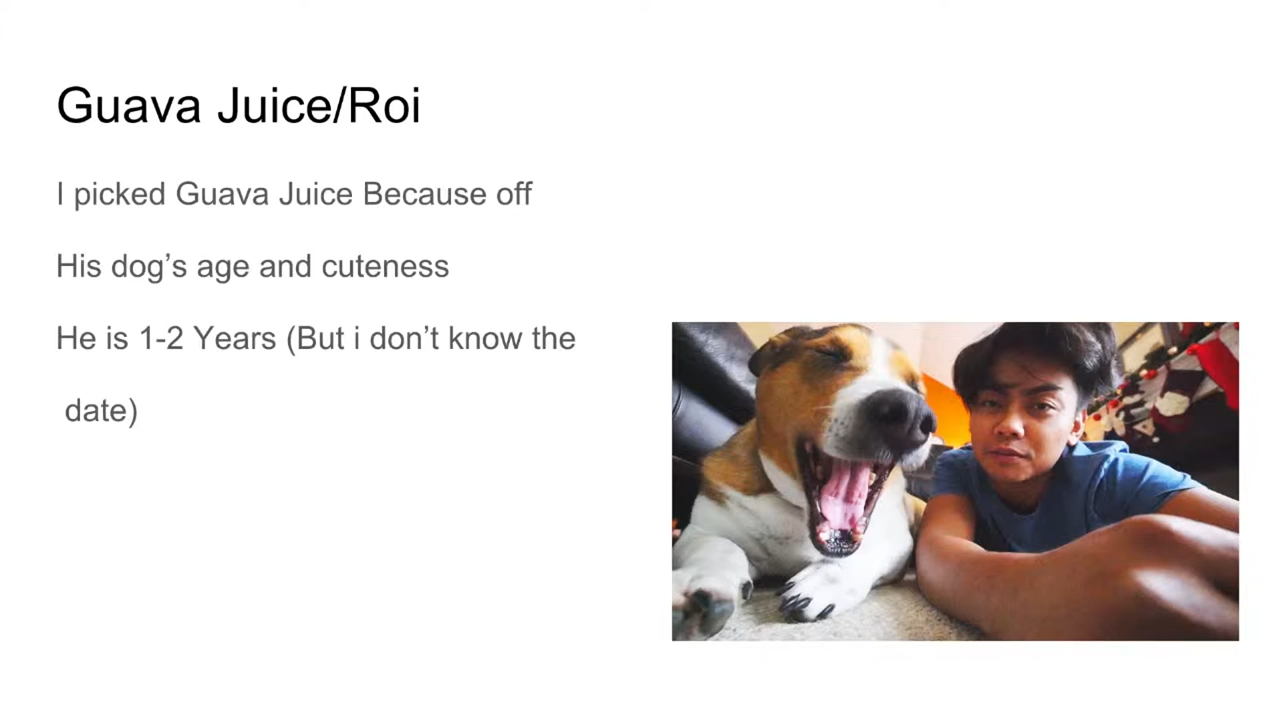 Guava Juice/Roi
I picked Guava Juice Because off
His dog’s age and cuteness
He is 1-2 Years (But i don’t know the
date)